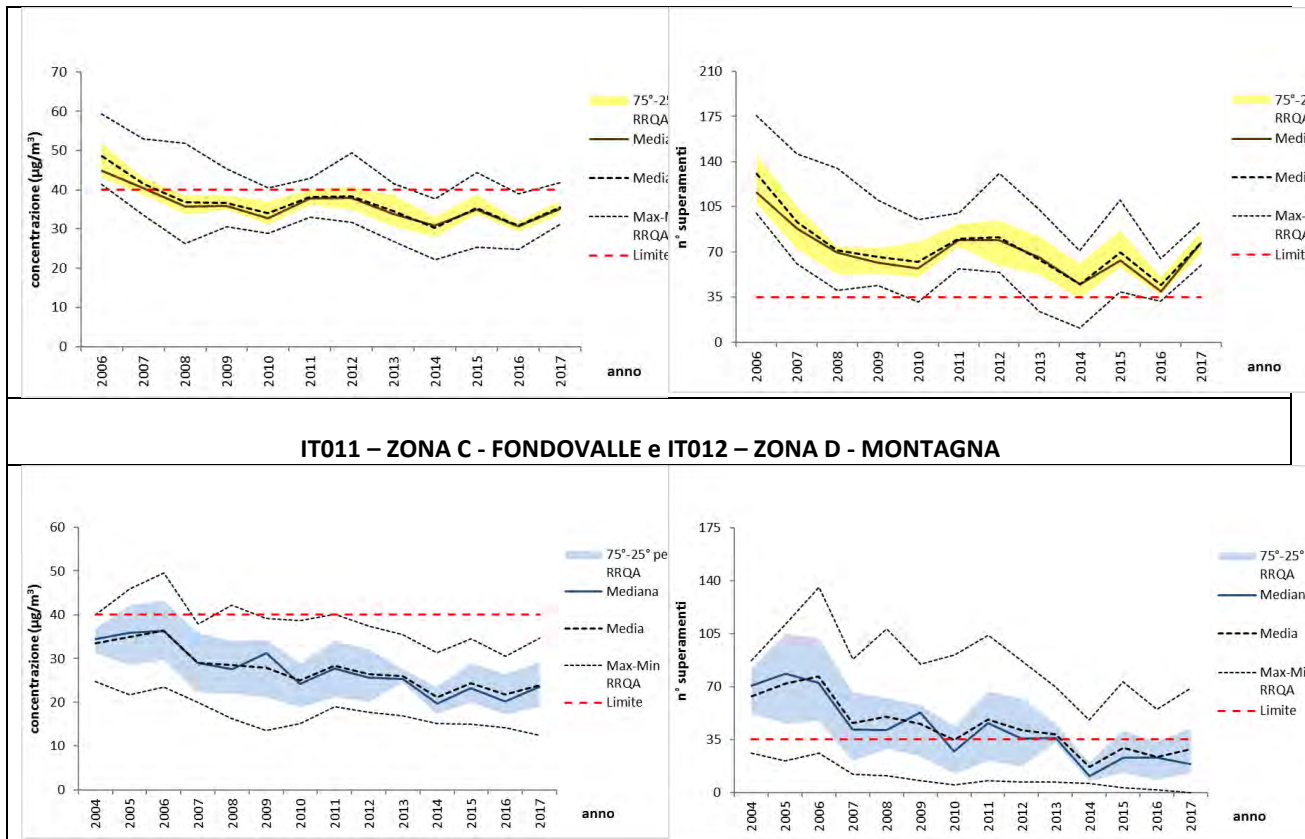 70
60
50
40
30
20
10
0
concentrazione (µg/m³)
2006 2007 2008 2009 2010 2011 2012 2013 2014 2015 2016 2017
anno
RRQA
RRQA
Limite
210
175
140
105
70
35
0
n° superamenti
2006 2007 2008 2009 2010 2011 2012 2013 2014 2015 2016 2017
anno
RRQA
RRQA
IT011 – ZONA C - FONDOVALLE e IT012 – ZONA D - MONTAGNA
60
50
40
30
20
10
0
concentrazione (µg/m³)
2004 2005 2006 2007 2008 2009 2010 2011 2012 2013 2014 2015 2016 2017
anno
75°-25° pe
RRQA
Mediana
Media
Max-Min
RRQA
Limite
175
140
105
70
35
0
n° superamenti
2004 2005 2006 2007 2008 2009 2010 2011 2012 2013 2014 2015 2016 2017
anno
75°-25°
RRQA
Median
Media
Max-Mi
RRQA
Limite